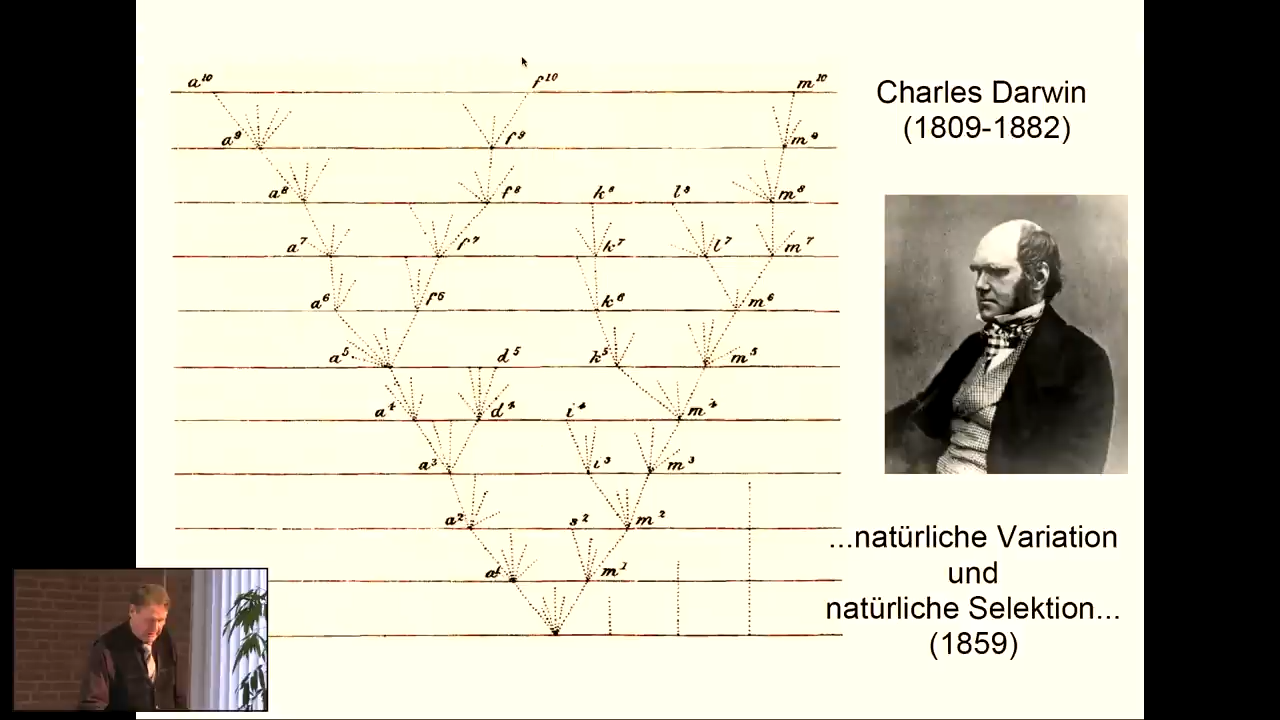 a10 f10 m10
Charles Darwin
(1809-1882)
a9 f9 m9
a8 f8 k8 l8 m8
a7 f7 k7 l7 m7
a6 f6 k6 m6
a5 d5 k5 m5
a4 d4 i4 m4
a3 i3 m3
a2 s2 m2
...natürliche Variation
und
a1 m1
natürliche Selektion...
(1859)